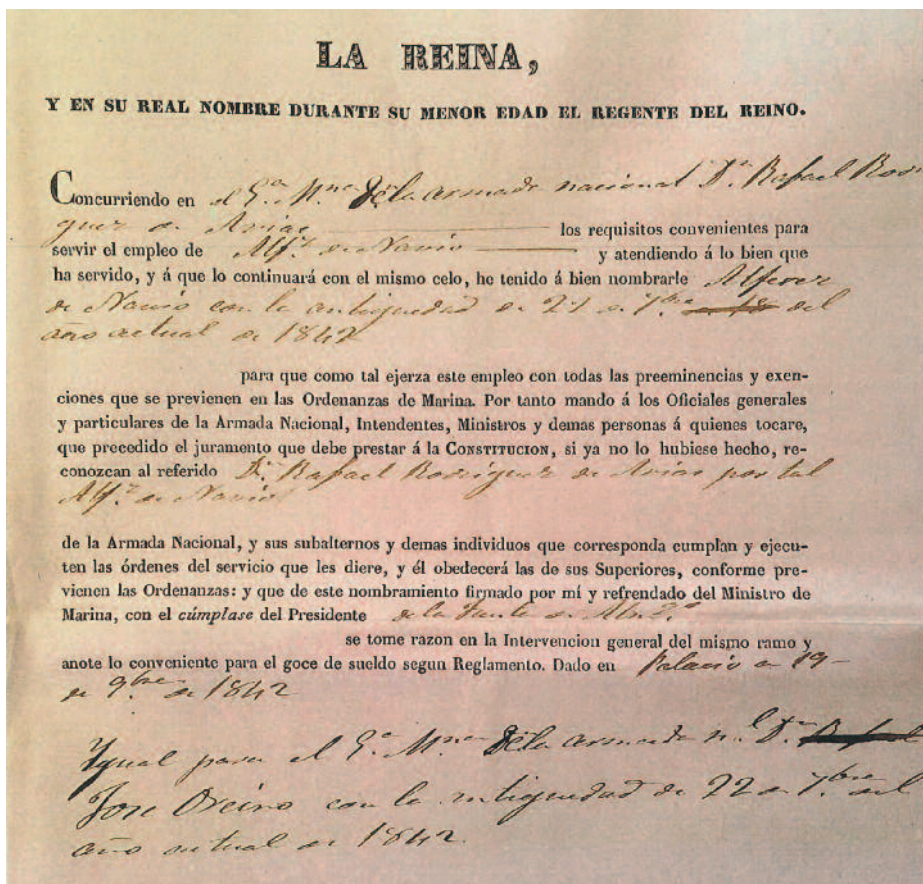 LA REINA,
Y EN SU REAL NOMBRE DURANTE SU MENOR EDAD EL REGENTE DEL REINO.
Concurriendo en el G.ª M.ⁿᵃ de la armada nacional Dⁿ. Rafael Rodri
guez de Arias los requisitos convenientes para
servir el empleo de Alf.ᶻ de Navio y atendiendo á lo bien que
ha servido, y á que lo continuará con el mismo celo, he tenido á bien nombrarle Alferez
de Navio con la antiguedad de 21 de 7.ᵇʳᵉ del
año actual de 1842
para que como tal ejerza este empleo con todas las preeminencias y exen-
ciones que se previenen en las Ordenanzas de Marina. Por tanto mando á los Oficiales generales
y particulares de la Armada Nacional, Intendentes, Ministros y demas personas á quienes tocare,
que precedido el juramento que debe prestar á la CONSTITUCION, si ya no lo hubiese hecho, re-
conozcan al referido Dⁿ. Rafael Rodriguez de Arias por tal
Alf.ᶻ de Navio
de la Armada Nacional, y sus subalternos y demas individuos que corresponda cumplan y ejecu-
ten las órdenes del servicio que les diere, y él obedecerá las de sus Superiores, conforme pre-
vienen las Ordenanzas: y que de este nombramiento firmado por mí y refrendado del Ministro de
Marina, con el cúmplase del Presidente de la Junta de
se tome razon en la Intervencion general del mismo ramo y
anote lo conveniente para el goce de sueldo segun Reglamento. Dado en Palacio a 19
de 9.ᵇʳᵉ de 1842
Ygual para el G.ª M.ⁿᵃ de la armada n.ˡ Dⁿ.
Jose con la antiguedad de 22 de 7.ᵇʳᵉ del
año actual de 1842.